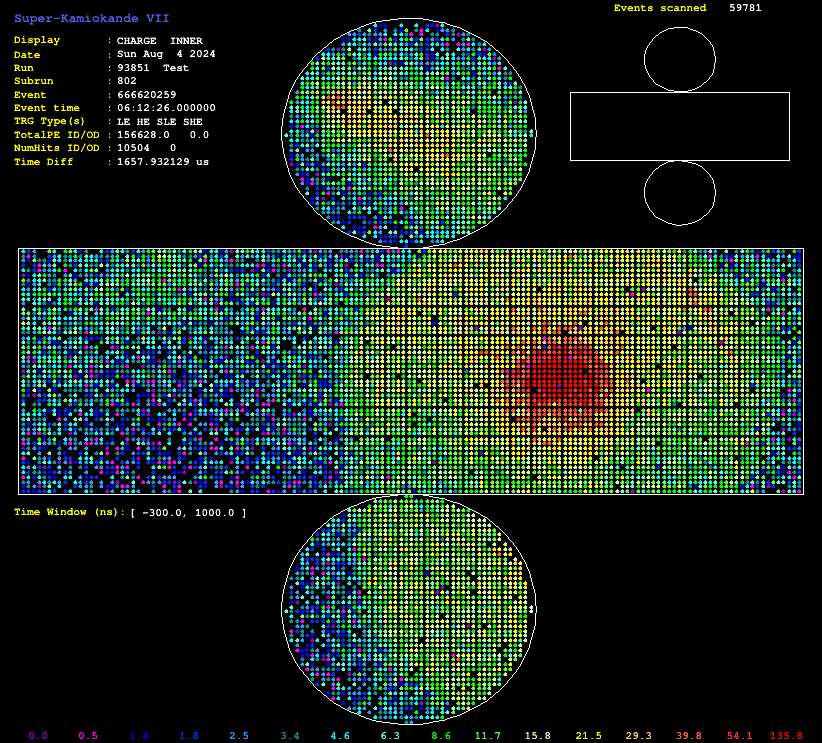 Super-Kamiokande VII
Events scanned 59781
Display : CHARGE INNER
Date : Sun Aug 4 2024
Run : 93851 Test
Subrun : 802
Event : 666620259
Event time : 06:12:26.000000
TRG Type(s) : LE HE SLE SHE
TotalPE ID/OD : 156628.0 0.0
NumHits ID/OD : 10504 0
Time Diff : 1657.932129 us
Time Window (ns): [ -300.0, 1000.0 ]
0.0 0.5 1.4 1.8 2.5 3.4 4.6 6.3 8.6 11.7 15.8 21.5 29.3 39.8 54.1 135.8